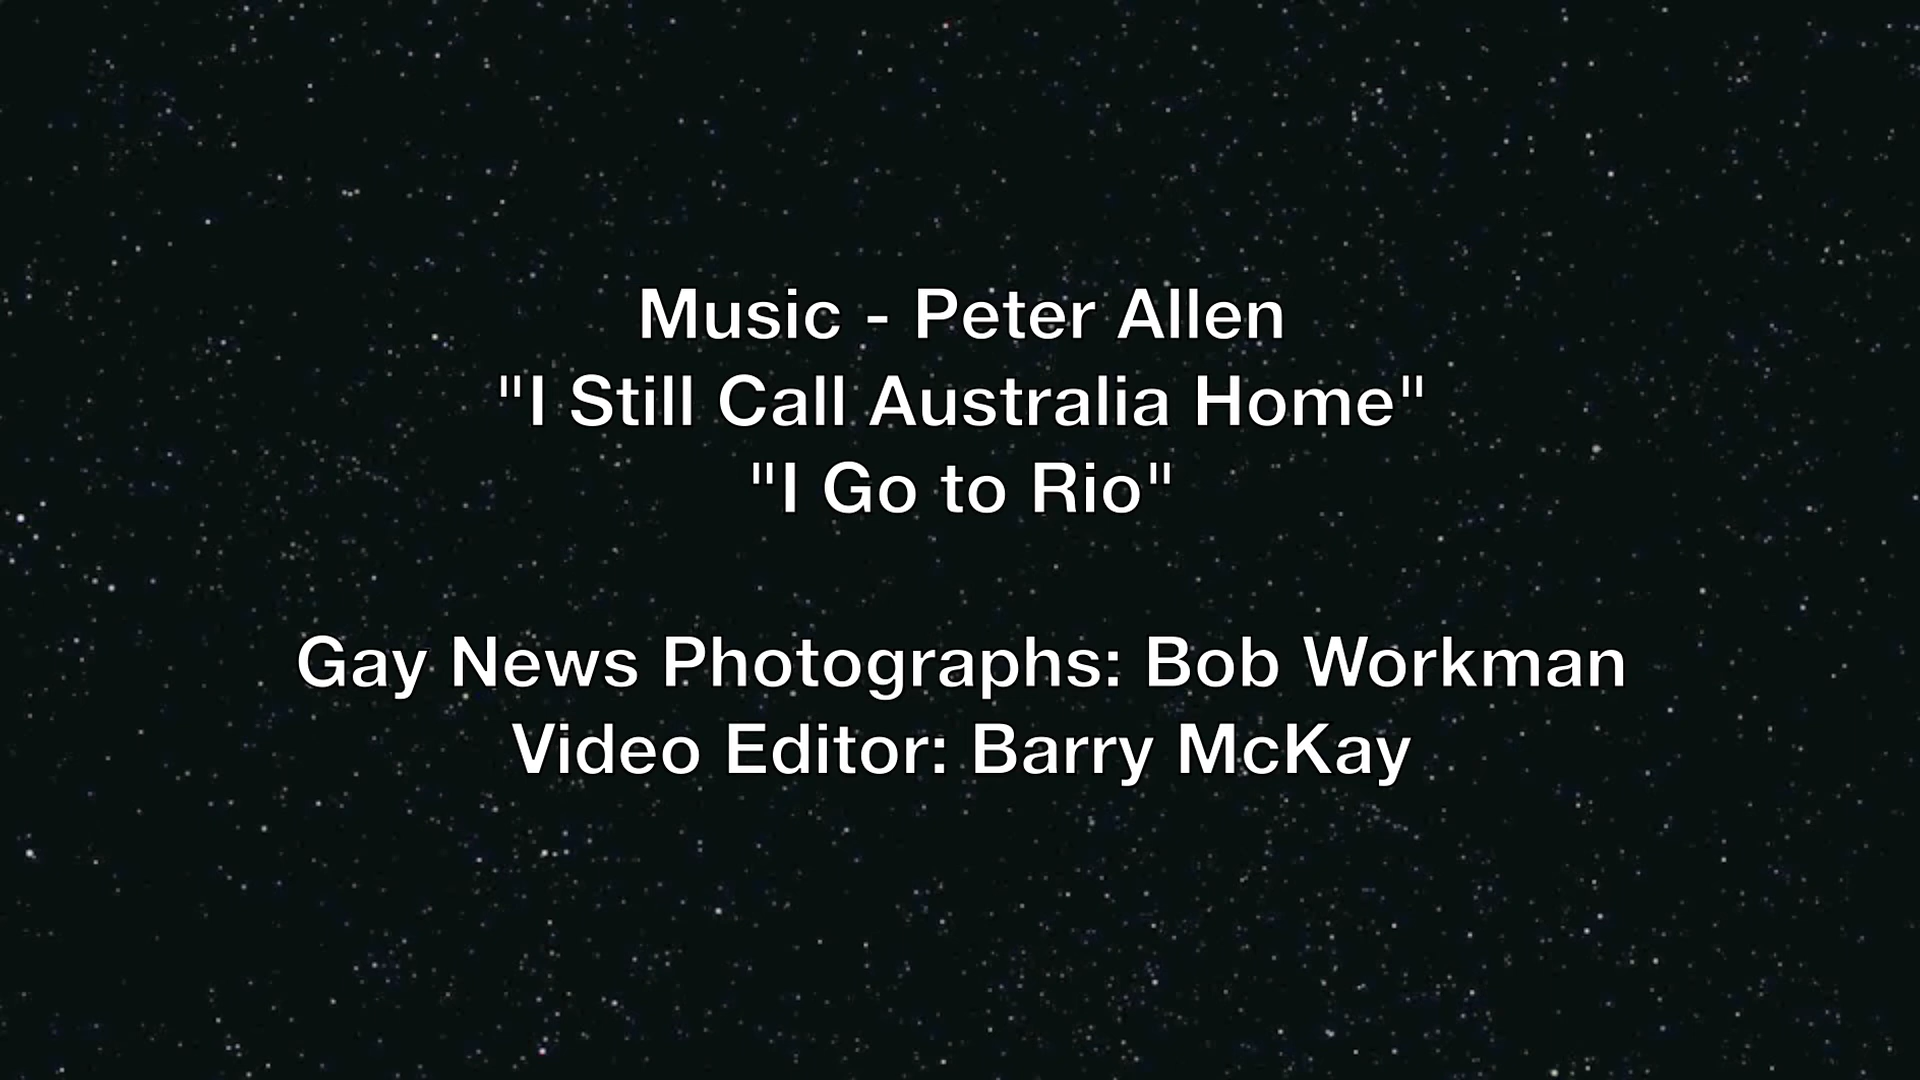 Music - Peter Allen
"I Still Call Australia Home"
"I Go to Rio"
Gay News Photographs: Bob Workman
Video Editor: Barry McKay